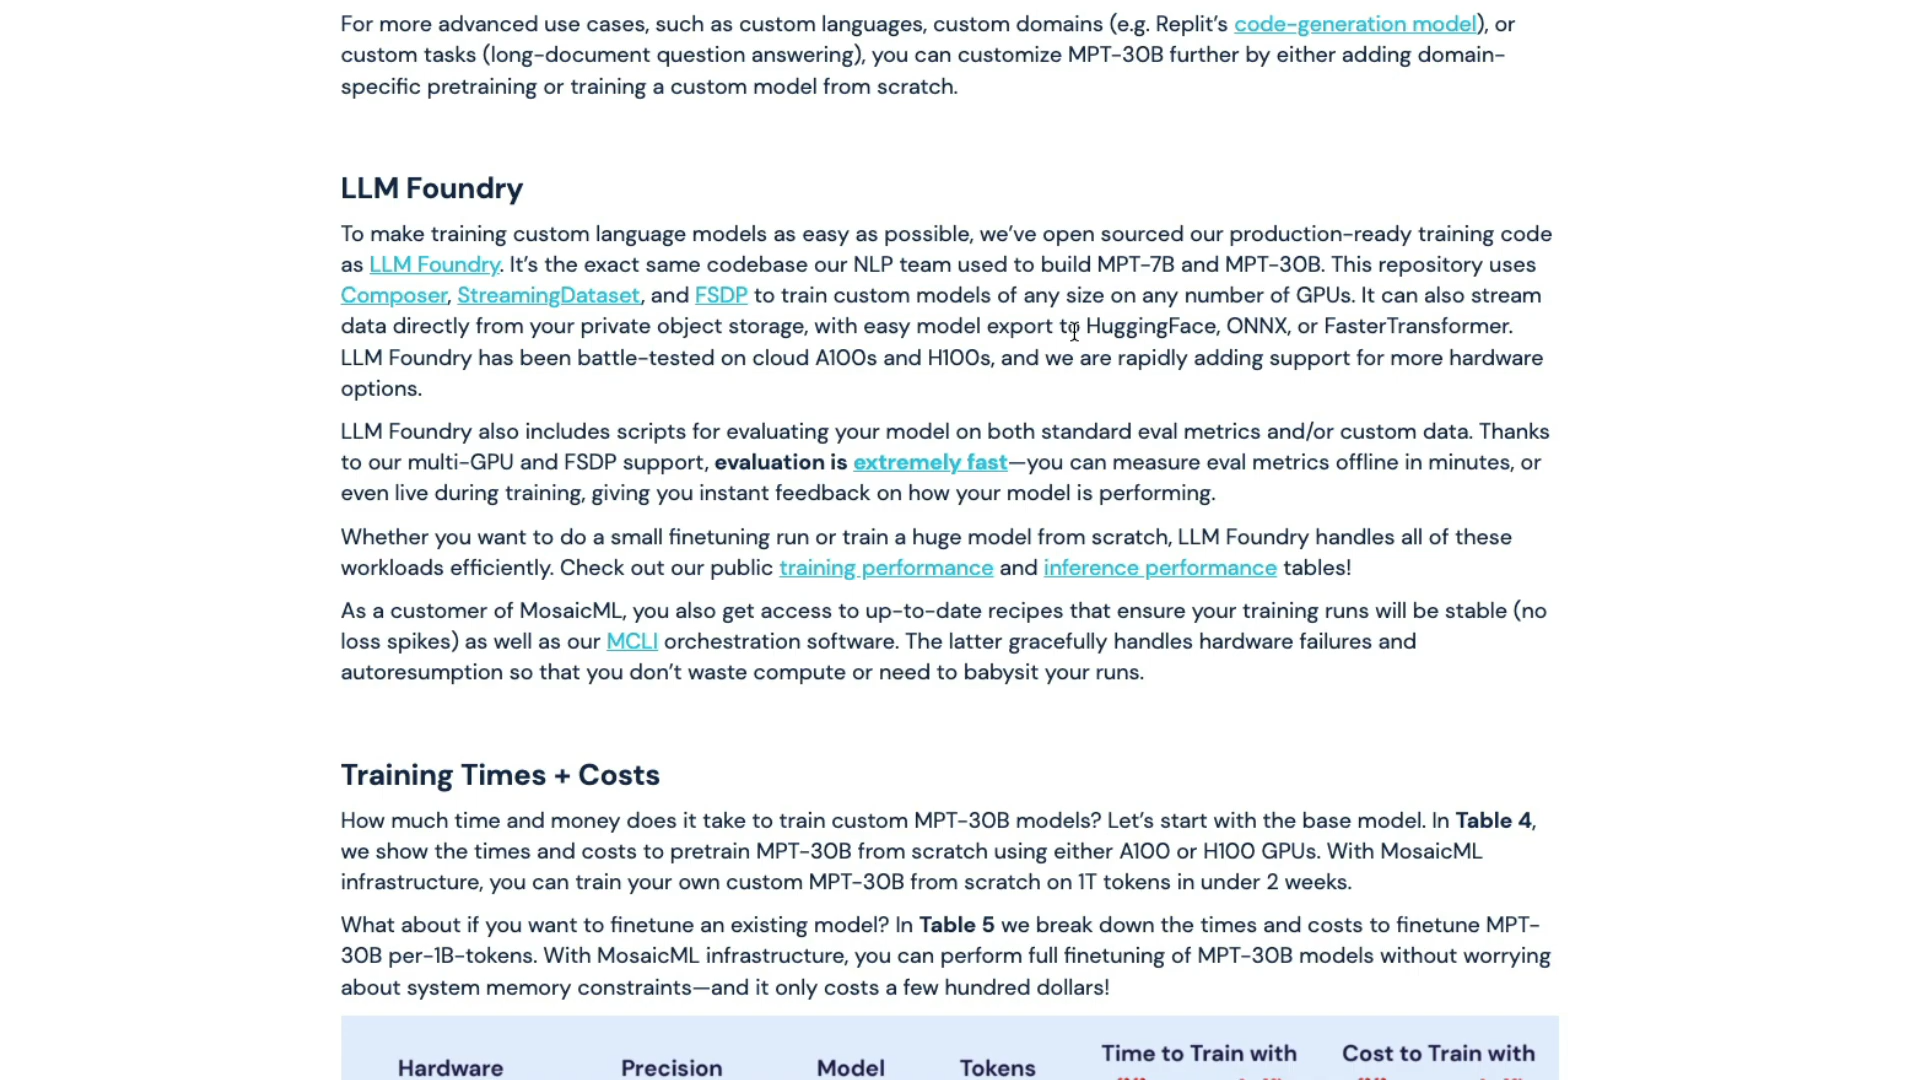 For more advanced use cases, such as custom languages, custom domains (e.g. Replit’s code-generation model), or
custom tasks (long-document question answering), you can customize MPT-30B further by either adding domain-
specific pretraining or training a custom model from scratch.
LLM Foundry
To make training custom language models as easy as possible, we’ve open sourced our production-ready training code
as LLM Foundry. It’s the exact same codebase our NLP team used to build MPT-7B and MPT-30B. This repository uses
Composer, StreamingDataset, and FSDP to train custom models of any size on any number of GPUs. It can also stream
data directly from your private object storage, with easy model export to HuggingFace, ONNX, or FasterTransformer.
LLM Foundry has been battle-tested on cloud A100s and H100s, and we are rapidly adding support for more hardware
options.
LLM Foundry also includes scripts for evaluating your model on both standard eval metrics and/or custom data. Thanks
to our multi-GPU and FSDP support, evaluation is extremely fast—you can measure eval metrics offline in minutes, or
even live during training, giving you instant feedback on how your model is performing.
Whether you want to do a small finetuning run or train a huge model from scratch, LLM Foundry handles all of these
workloads efficiently. Check out our public training performance and inference performance tables!
As a customer of MosaicML, you also get access to up-to-date recipes that ensure your training runs will be stable (no
loss spikes) as well as our MCLI orchestration software. The latter gracefully handles hardware failures and
autoresumption so that you don’t waste compute or need to babysit your runs.
Training Times + Costs
How much time and money does it take to train custom MPT-30B models? Let’s start with the base model. In Table 4,
we show the times and costs to pretrain MPT-30B from scratch using either A100 or H100 GPUs. With MosaicML
infrastructure, you can train your own custom MPT-30B from scratch on 1T tokens in under 2 weeks.
What about if you want to finetune an existing model? In Table 5 we break down the times and costs to finetune MPT-
30B per-1B-tokens. With MosaicML infrastructure, you can perform full finetuning of MPT-30B models without worrying
about system memory constraints—and it only costs a few hundred dollars!
Hardware Precision Model Tokens Time to Train with Cost to Train with